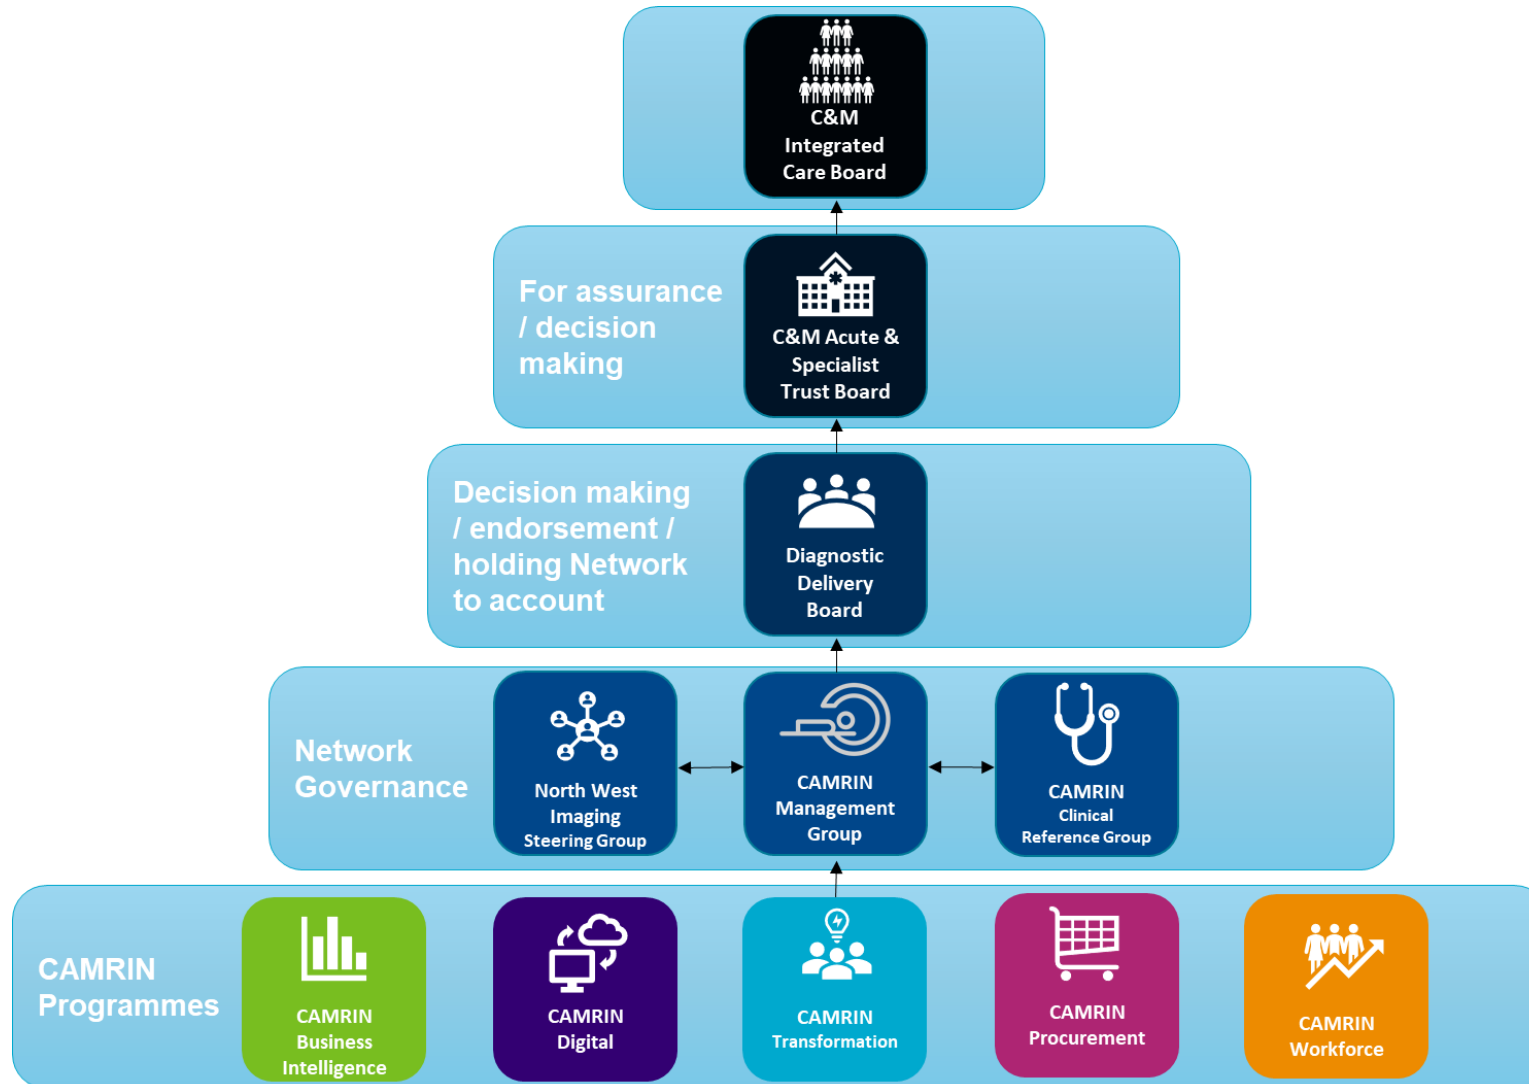 C&M
Integrated
Care Board
For assurance
/ decision
making
C&M Acute &
Specialist
Trust Board
Decision making
/ endorsement /
holding Network
to account
Diagnostic
Delivery
Board
Network
Governance
North West
Imaging
Steering Group
CAMRIN
Management
Group
CAMRIN
Clinical
Reference Group
CAMRIN
Programmes
CAMRIN
Business
Intelligence
CAMRIN
Digital
CAMRIN
Transformation
CAMRIN
Procurement
CAMRIN
Workforce